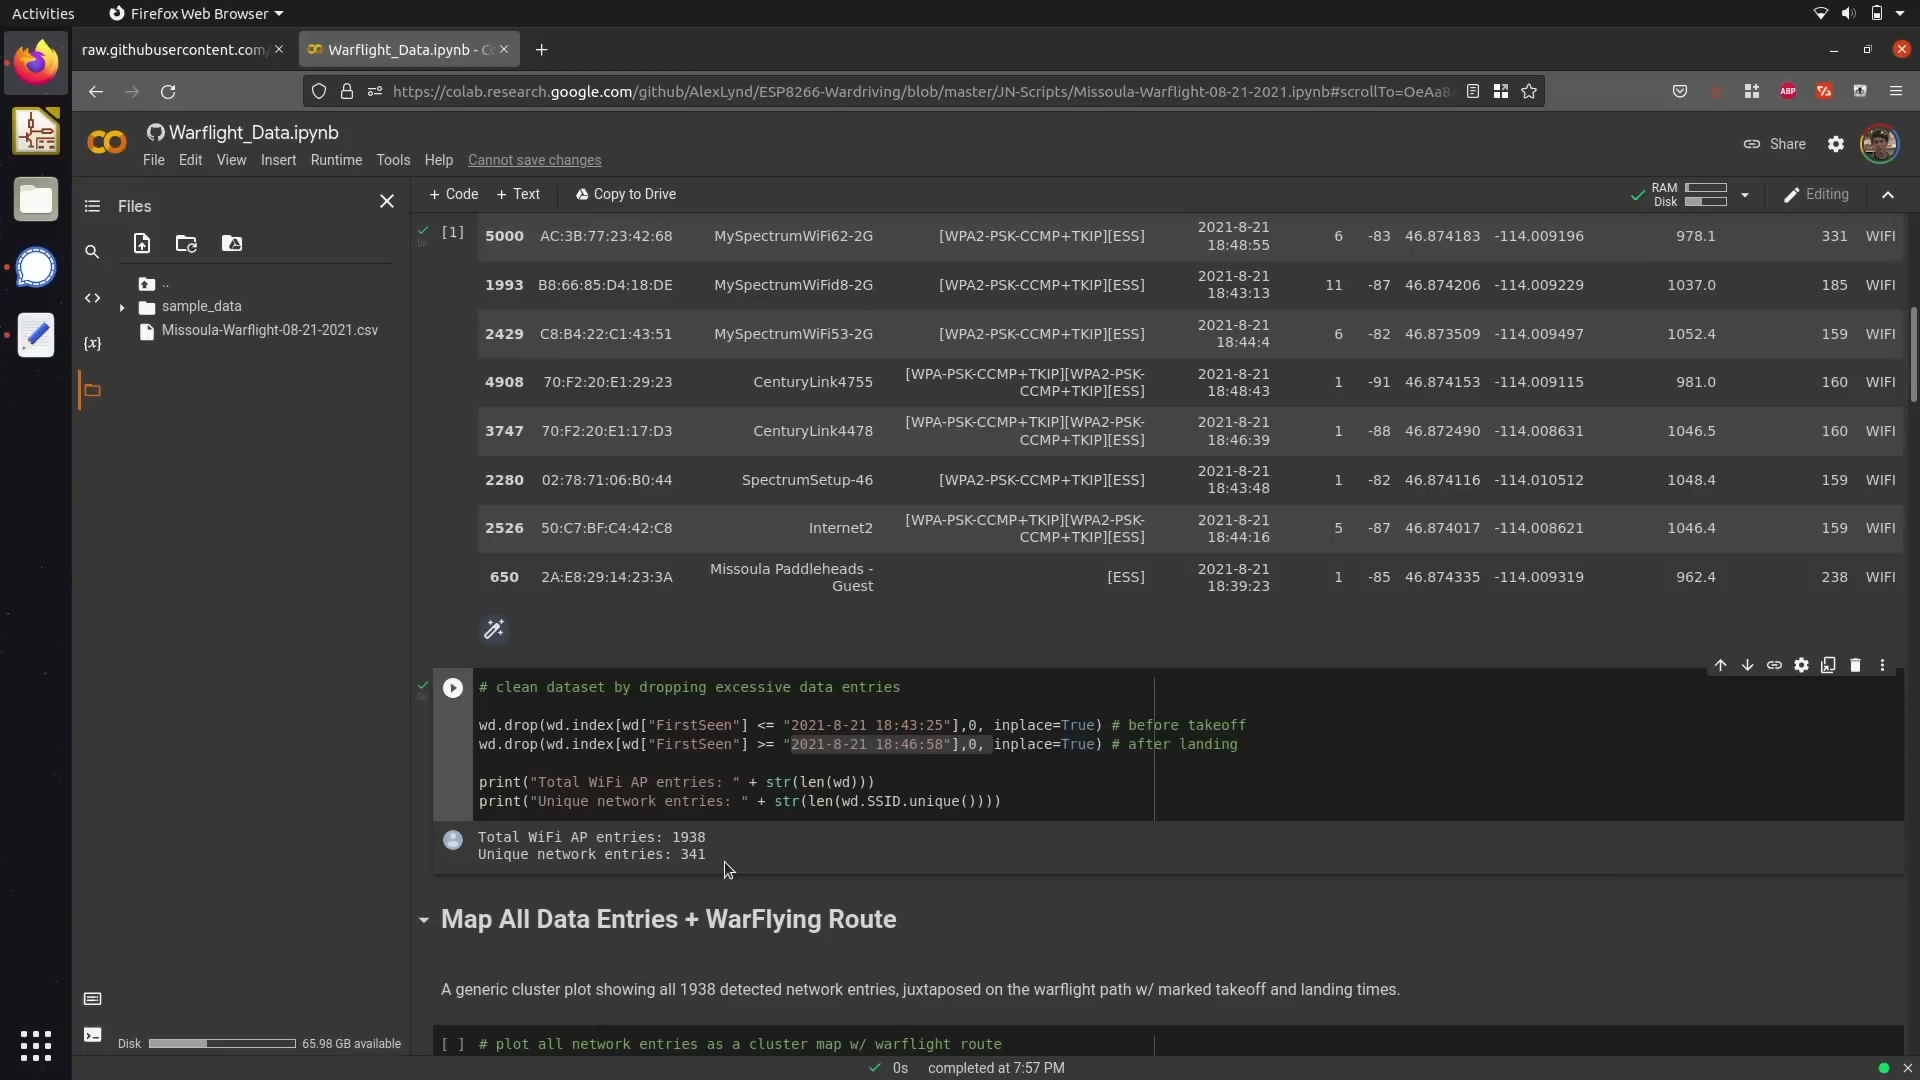 Activities
Firefox Web Browser
raw.githubusercontent.com/
Warflight_Data.ipynb - Co
https://colab.research.google.com/github/AlexLynd/ESP8266-Wardriving/blob/master/JN-Scripts/Missoula-Warflight-08-21-2021.ipynb#scrollTo=OeAa8
ABP
Warflight_Data.ipynb
Share
File Edit View Insert Runtime Tools Help Cannot save changes
Files
+ Code + Text Copy to Drive
RAM
Disk
Editing
..
sample_data
Missoula-Warflight-08-21-2021.csv
{x}
[1]
5000 AC:3B:77:23:42:68 MySpectrumWiFi62-2G [WPA2-PSK-CCMP+TKIP][ESS] 2021-8-21 18:48:55 6 -83 46.874183 -114.009196 978.1 331 WIFI
1993 B8:66:85:D4:18:DE MySpectrumWiFid8-2G [WPA2-PSK-CCMP+TKIP][ESS] 2021-8-21 18:43:13 11 -87 46.874206 -114.009229 1037.0 185 WIFI
2429 C8:B4:22:C1:43:51 MySpectrumWiFi53-2G [WPA2-PSK-CCMP+TKIP][ESS] 2021-8-21 18:44:4 6 -82 46.873509 -114.009497 1052.4 159 WIFI
4908 70:F2:20:E1:29:23 CenturyLink4755 [WPA-PSK-CCMP+TKIP][WPA2-PSK-CCMP+TKIP][ESS] 2021-8-21 18:48:43 1 -91 46.874153 -114.009115 981.0 160 WIFI
3747 70:F2:20:E1:17:D3 CenturyLink4478 [WPA-PSK-CCMP+TKIP][WPA2-PSK-CCMP+TKIP][ESS] 2021-8-21 18:46:39 1 -88 46.872490 -114.008631 1046.5 160 WIFI
2280 02:78:71:06:B0:44 SpectrumSetup-46 [WPA2-PSK-CCMP+TKIP][ESS] 2021-8-21 18:43:48 1 -82 46.874116 -114.010512 1048.4 159 WIFI
2526 50:C7:BF:C4:42:C8 Internet2 [WPA-PSK-CCMP+TKIP][WPA2-PSK-CCMP+TKIP][ESS] 2021-8-21 18:44:16 5 -87 46.874017 -114.008621 1046.4 159 WIFI
650 2A:E8:29:14:23:3A Missoula Paddleheads - Guest [ESS] 2021-8-21 18:39:23 1 -85 46.874335 -114.009319 962.4 238 WIFI
# clean dataset by dropping excessive data entries
wd.drop(wd.index[wd["FirstSeen"] <= "2021-8-21 18:43:25"],0, inplace=True) # before takeoff
wd.drop(wd.index[wd["FirstSeen"] >= "2021-8-21 18:46:58"],0, inplace=True) # after landing
print("Total WiFi AP entries: " + str(len(wd)))
print("Unique network entries: " + str(len(wd.SSID.unique())))
Total WiFi AP entries: 1938
Unique network entries: 341
Map All Data Entries + WarFlying Route
A generic cluster plot showing all 1938 detected network entries, juxtaposed on the warflight path w/ marked takeoff and landing times.
[ ] # plot all network entries as a cluster map w/ warflight route
Disk 65.98 GB available
0s completed at 7:57 PM